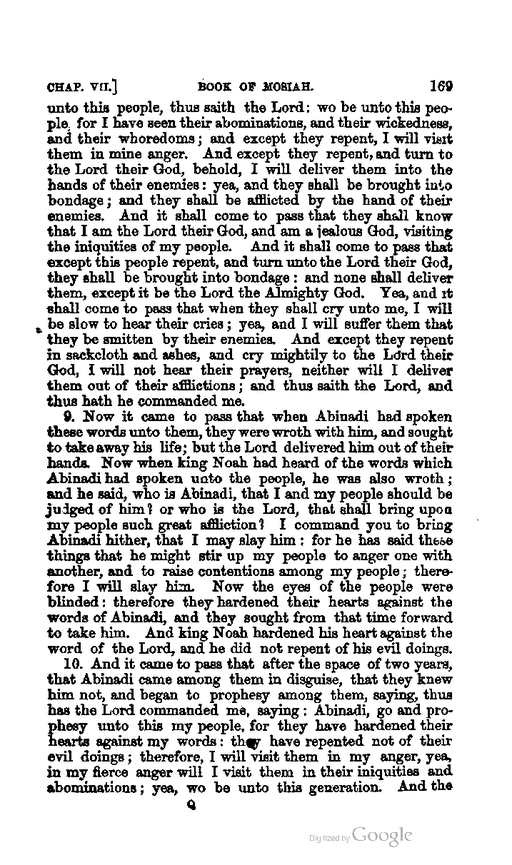 CHAP. VII.] BOOK OF MOSIAH. 169
unto this people, thus saith the Lord: wo be unto this peo-
ple, for I have seen their abominations, and their wickedness,
and their whoredoms; and except they repent, I will visit
them in mine anger. And except they repent, and turn to
the Lord their God, behold, I will deliver them into the
hands of their enemies: yea, and they shall be brought into
bondage; and they shall be afflicted by the hand of their
enemies. And it shall come to pass that they shall know
that I am the Lord their God, and am a jealous God, visiting
the iniquities of my people. And it shall come to pass that
except this people repent, and turn unto the Lord their God,
they shall be brought into bondage: and none shall deliver
them, except it be the Lord the Almighty God. Yea, and it
shall come to pass that when they shall cry unto me, I will
be slow to hear their cries; yea, and I will suffer them that
they be smitten by their enemies. And except they repent
in sackcloth and ashes, and cry mightily to the Lord their
God, I will not hear their prayers, neither will I deliver
them out of their afflictions; and thus saith the Lord, and
thus hath he commanded me.
9. Now it came to pass that when Abinadi had spoken
these words unto them, they were wroth with him, and sought
to take away his life; but the Lord delivered him out of their
hands. Now when king Noah had heard of the words which
Abinadi had spoken unto the people, he was also wroth;
and he said, who is Abinadi, that I and my people should be
judged of him? or who is the Lord, that shall bring upon
my people such great affliction? I command you to bring
Abinadi hither, that I may slay him: for he has said these
things that he might stir up my people to anger one with
another, and to raise contentions among my people; there-
fore I will slay him. Now the eyes of the people were
blinded: therefore they hardened their hearts against the
words of Abinadi, and they sought from that time forward
to take him. And king Noah hardened his heart against the
word of the Lord, and he did not repent of his evil doings.
10. And it came to pass that after the space of two years,
that Abinadi came among them in disguise, that they knew
him not, and began to prophesy among them, saying, thus
has the Lord commanded me, saying: Abinadi, go and pro-
phesy unto this my people, for they have hardened their
hearts against my words: they have repented not of their
evil doings; therefore, I will visit them in my anger, yea,
in my fierce anger will I visit them in their iniquities and
abominations; yea, wo be unto this generation. And the
Q
Digitized by Google